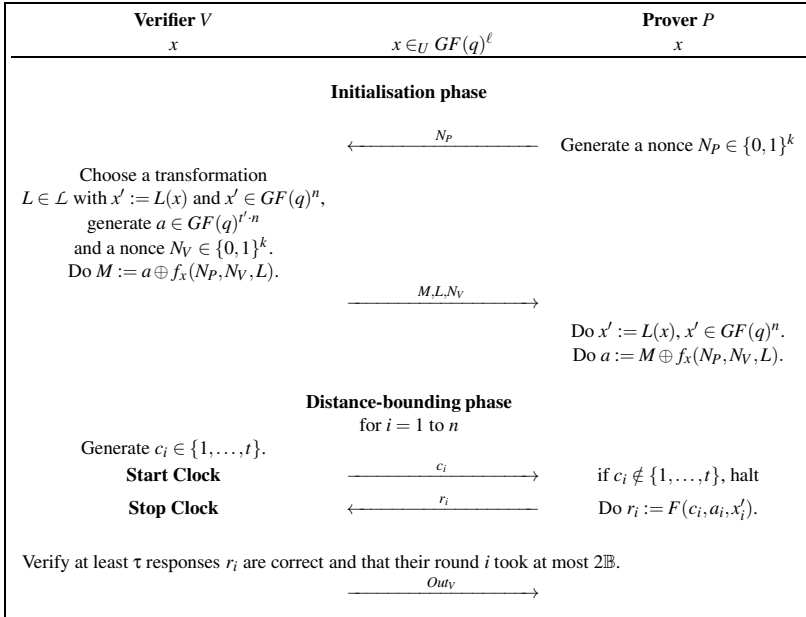 Verifier V Prover P
x x ∈_U GF(q)^ℓ x
Initialisation phase
N_P Generate a nonce N_P ∈ {0,1}^k
Choose a transformation
L ∈ ℒ with x′ := L(x) and x′ ∈ GF(q)^n,
generate a ∈ GF(q)^{t′·n}
and a nonce N_V ∈ {0,1}^k.
Do M := a ⊕ f_x(N_P, N_V, L).
M,L,N_V
Do x′ := L(x), x′ ∈ GF(q)^n.
Do a := M ⊕ f_x(N_P, N_V, L).
Distance-bounding phase
for i = 1 to n
Generate c_i ∈ {1,...,t}.
Start Clock c_i if c_i ∉ {1,...,t}, halt
Stop Clock r_i Do r_i := F(c_i, a_i, x′_i).
Verify at least τ responses r_i are correct and that their round i took at most 2𝔹.
Out_V